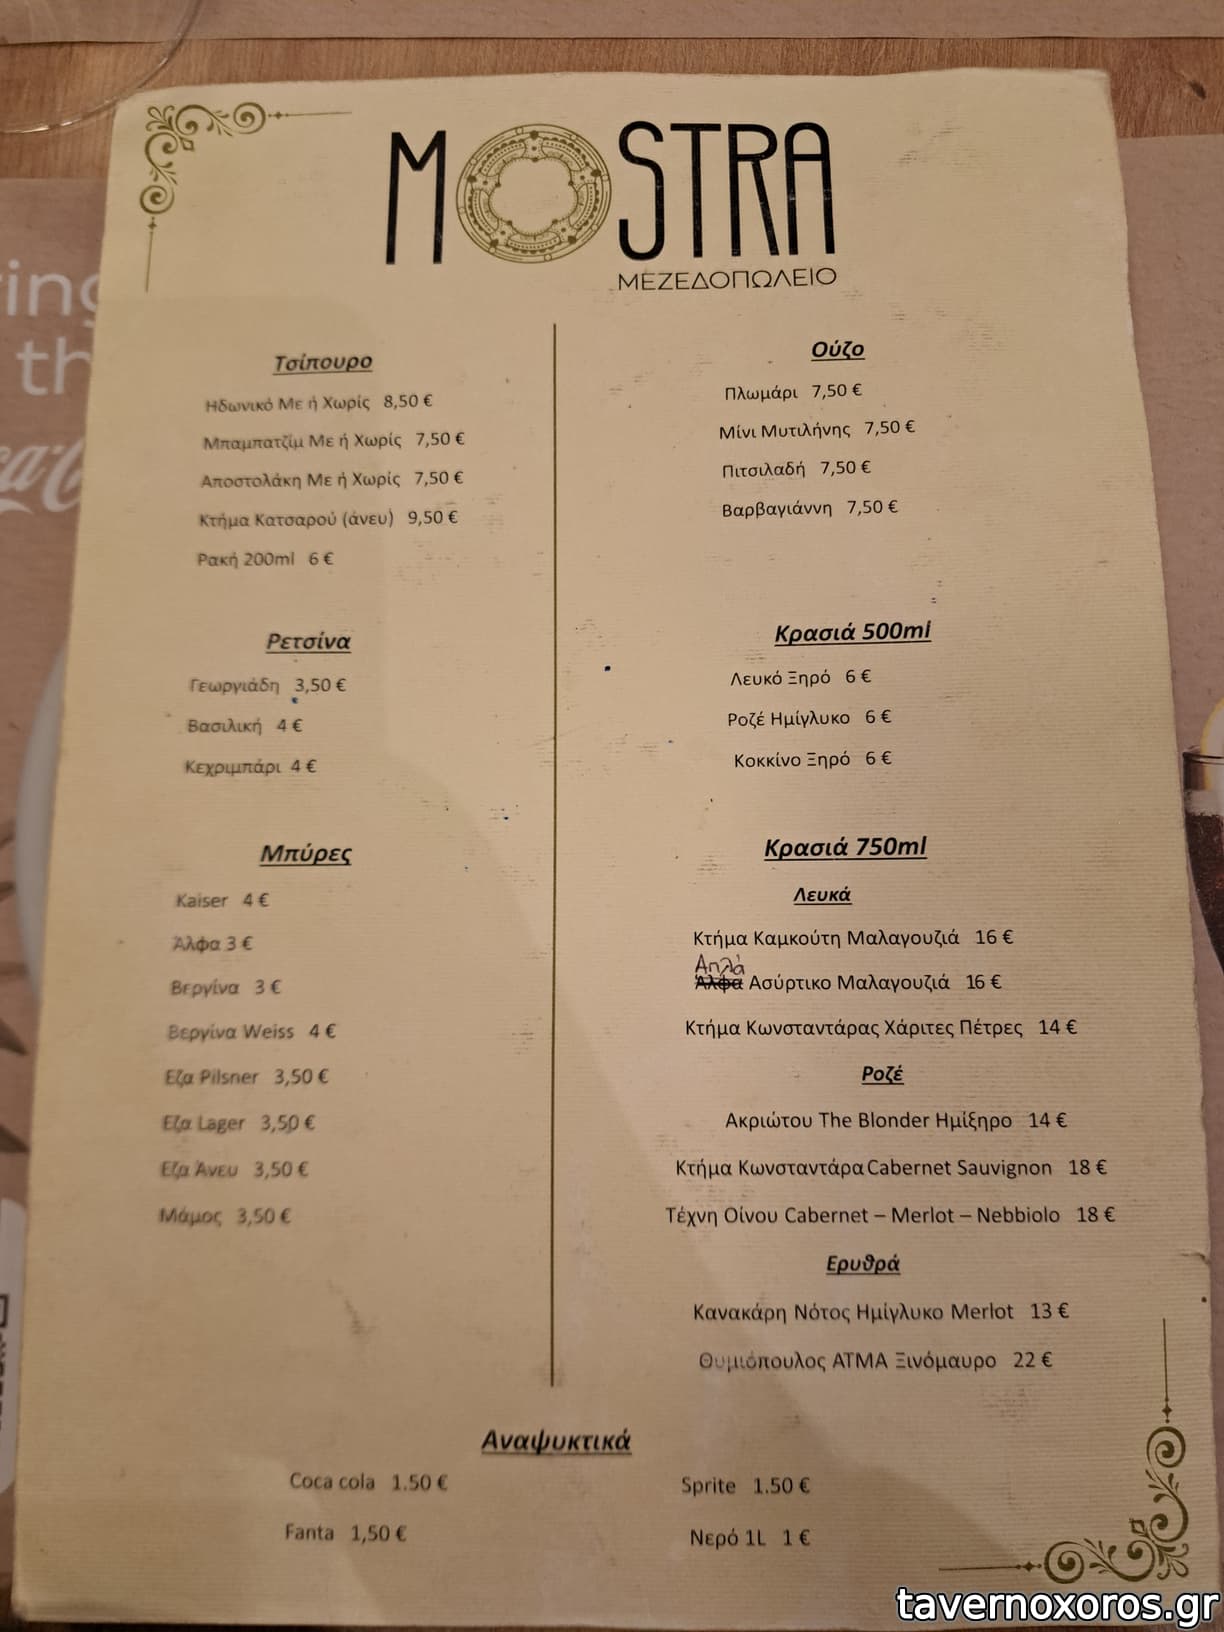 MOSTRA
ΜΕΖΕΔΟΠΩΛΕΙΟ
Τσίπουρο
Ηδωνικό Με ή Χωρίς 8,50 €
Μπαμπατζίμ Με ή Χωρίς 7,50 €
Αποστολάκη Με ή Χωρίς 7,50 €
Κτήμα Κατσαρού (άνευ) 9,50 €
Ρακή 200ml 6 €
Ρετσίνα
Γεωργιάδη 3,50 €
Βασιλική 4 €
Κεχριμπάρι 4 €
Μπύρες
Kaiser 4 €
Άλφα 3 €
Βεργίνα 3 €
Βεργίνα Weiss 4 €
Εζα Pilsner 3,50 €
Εζα Lager 3,50 €
Εζα Άνευ 3,50 €
Μάμος 3,50 €
Ούζο
Πλωμάρι 7,50 €
Μίνι Μυτιλήνης 7,50 €
Πιτσιλαδή 7,50 €
Βαρβαγιάννη 7,50 €
Κρασιά 500ml
Λευκό Ξηρό 6 €
Ροζέ Ημίγλυκο 6 €
Κοκκίνο Ξηρό 6 €
Κρασιά 750ml
Λευκά
Κτήμα Καμκούτη Μαλαγουζιά 16 €
Απλά
Άλφα Ασύρτικο Μαλαγουζιά 16 €
Κτήμα Κωνσταντάρας Χάριτες Πέτρες 14 €
Ροζέ
Ακριώτου The Blonder Ημίξηρο 14 €
Κτήμα Κωνσταντάρα Cabernet Sauvignon 18 €
Τέχνη Οίνου Cabernet – Merlot – Nebbiolo 18 €
Ερυθρά
Κανακάρη Νότος Ημίγλυκο Merlot 13 €
Θυμιόπουλος ΑΤΜΑ Ξινόμαυρο 22 €
Αναψυκτικά
Coca cola 1.50 €
Sprite 1.50 €
Fanta 1,50 €
Νερό 1L 1 €
tavernoxoros.gr